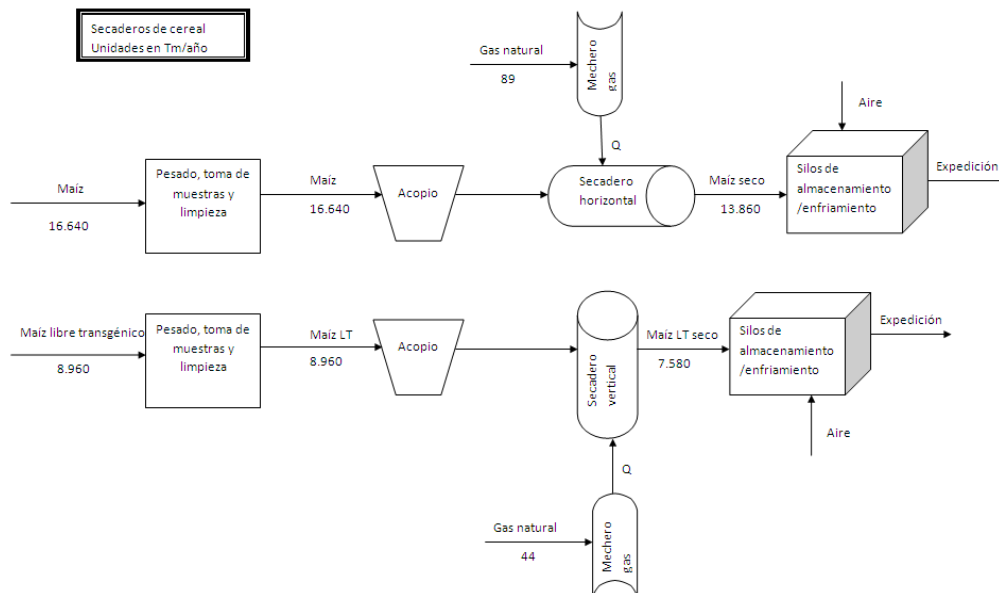 Secaderos de cereal
Unidades en Tm/año
Gas natural
89
Mechero
gas
Q
Aire
Maíz
16.640
Pesado, toma de
muestras y
limpieza
Maíz
16.640
Acopio
Secadero
horizontal
Maíz seco
13.860
Silos de
almacenamiento
/enfriamiento
Expedición
Maíz libre transgénico
8.960
Pesado, toma de
muestras y
limpieza
Maíz LT
8.960
Acopio
Secadero
vertical
Maíz LT seco
7.580
Silos de
almacenamiento
/enfriamiento
Expedición
Aire
Q
Gas natural
44
Mechero
gas